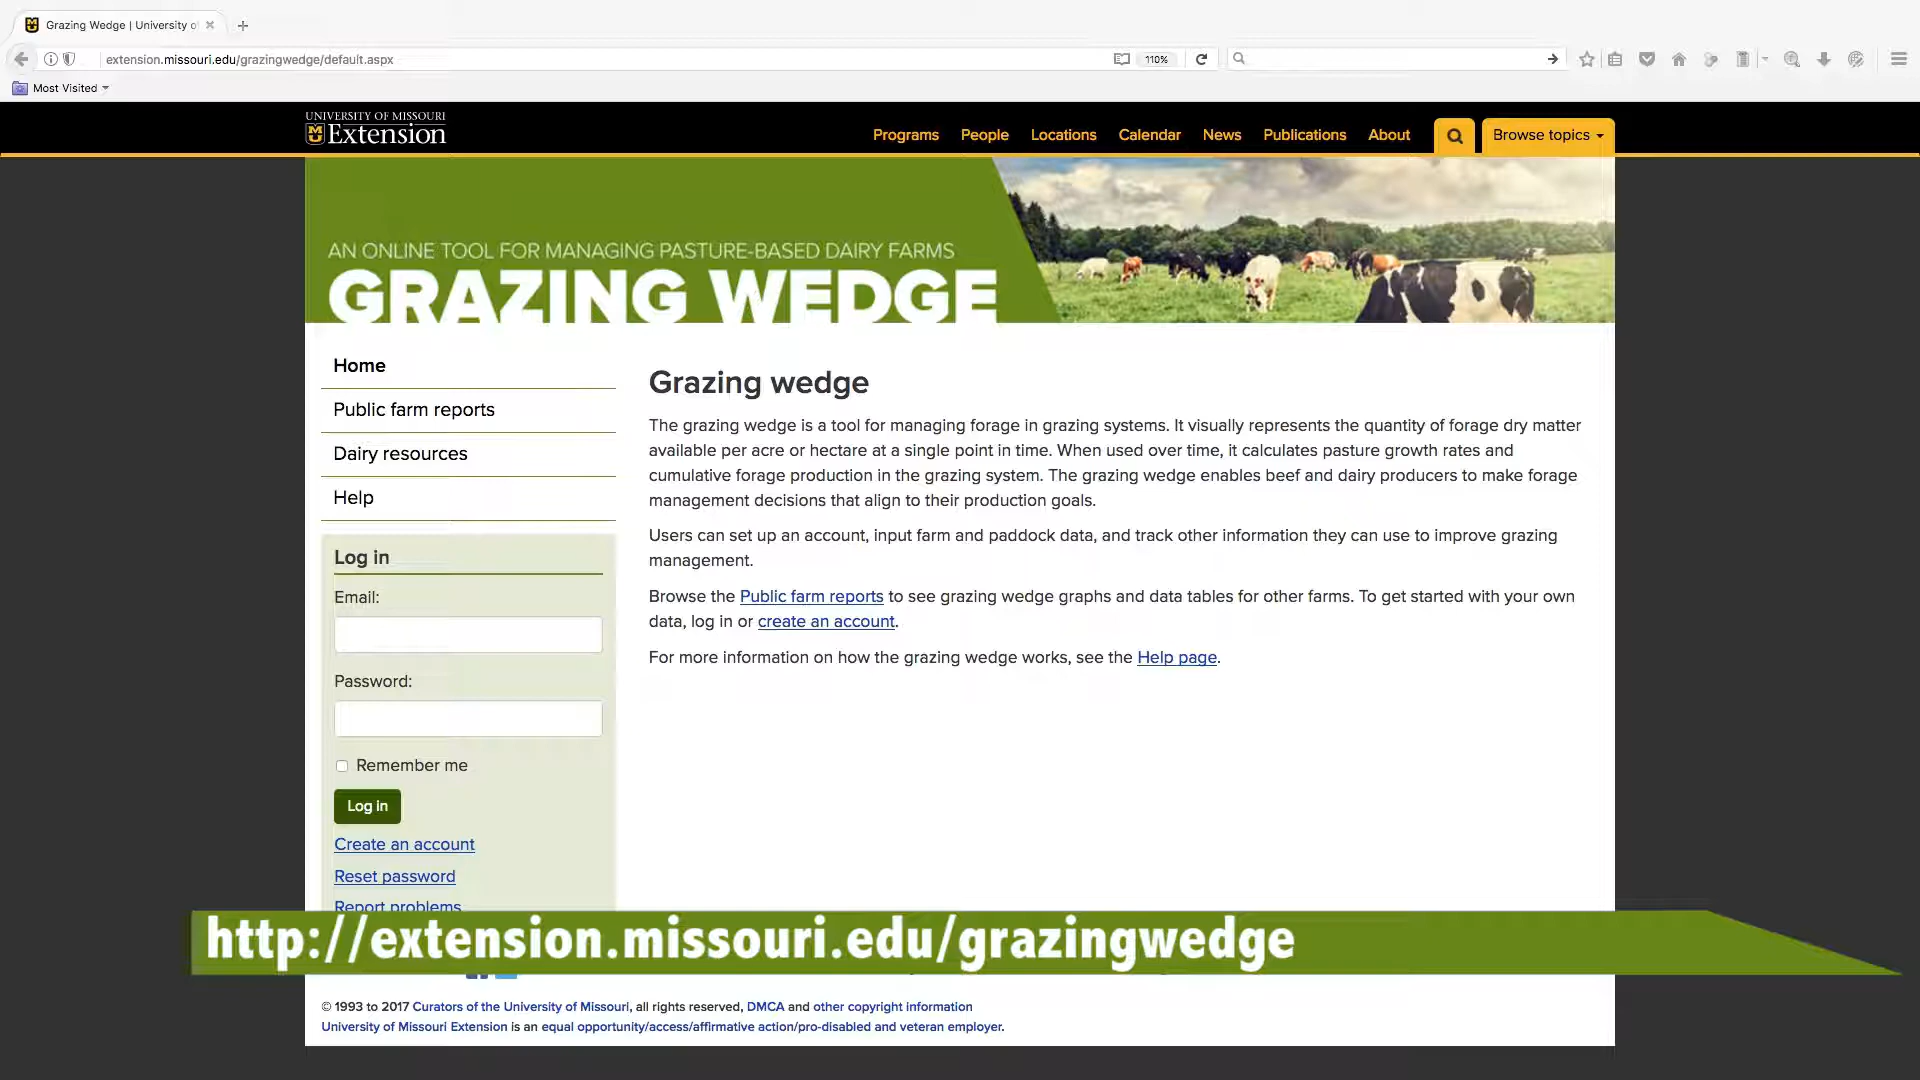 Grazing Wedge | University o
extension.missouri.edu/grazingwedge/default.aspx
110%
Most Visited
UNIVERSITY OF MISSOURI
Extension
Programs People Locations Calendar News Publications About Browse topics
AN ONLINE TOOL FOR MANAGING PASTURE-BASED DAIRY FARMS
GRAZING WEDGE
Home
Public farm reports
Dairy resources
Help
Log in
Email:
Password:
Remember me
Log in
Create an account
Reset password
Report problems
Grazing wedge
The grazing wedge is a tool for managing forage in grazing systems. It visually represents the quantity of forage dry matter
available per acre or hectare at a single point in time. When used over time, it calculates pasture growth rates and
cumulative forage production in the grazing system. The grazing wedge enables beef and dairy producers to make forage
management decisions that align to their production goals.
Users can set up an account, input farm and paddock data, and track other information they can use to improve grazing
management.
Browse the Public farm reports to see grazing wedge graphs and data tables for other farms. To get started with your own
data, log in or create an account.
For more information on how the grazing wedge works, see the Help page.
http://extension.missouri.edu/grazingwedge
© 1993 to 2017 Curators of the University of Missouri, all rights reserved, DMCA and other copyright information
University of Missouri Extension is an equal opportunity/access/affirmative action/pro-disabled and veteran employer.